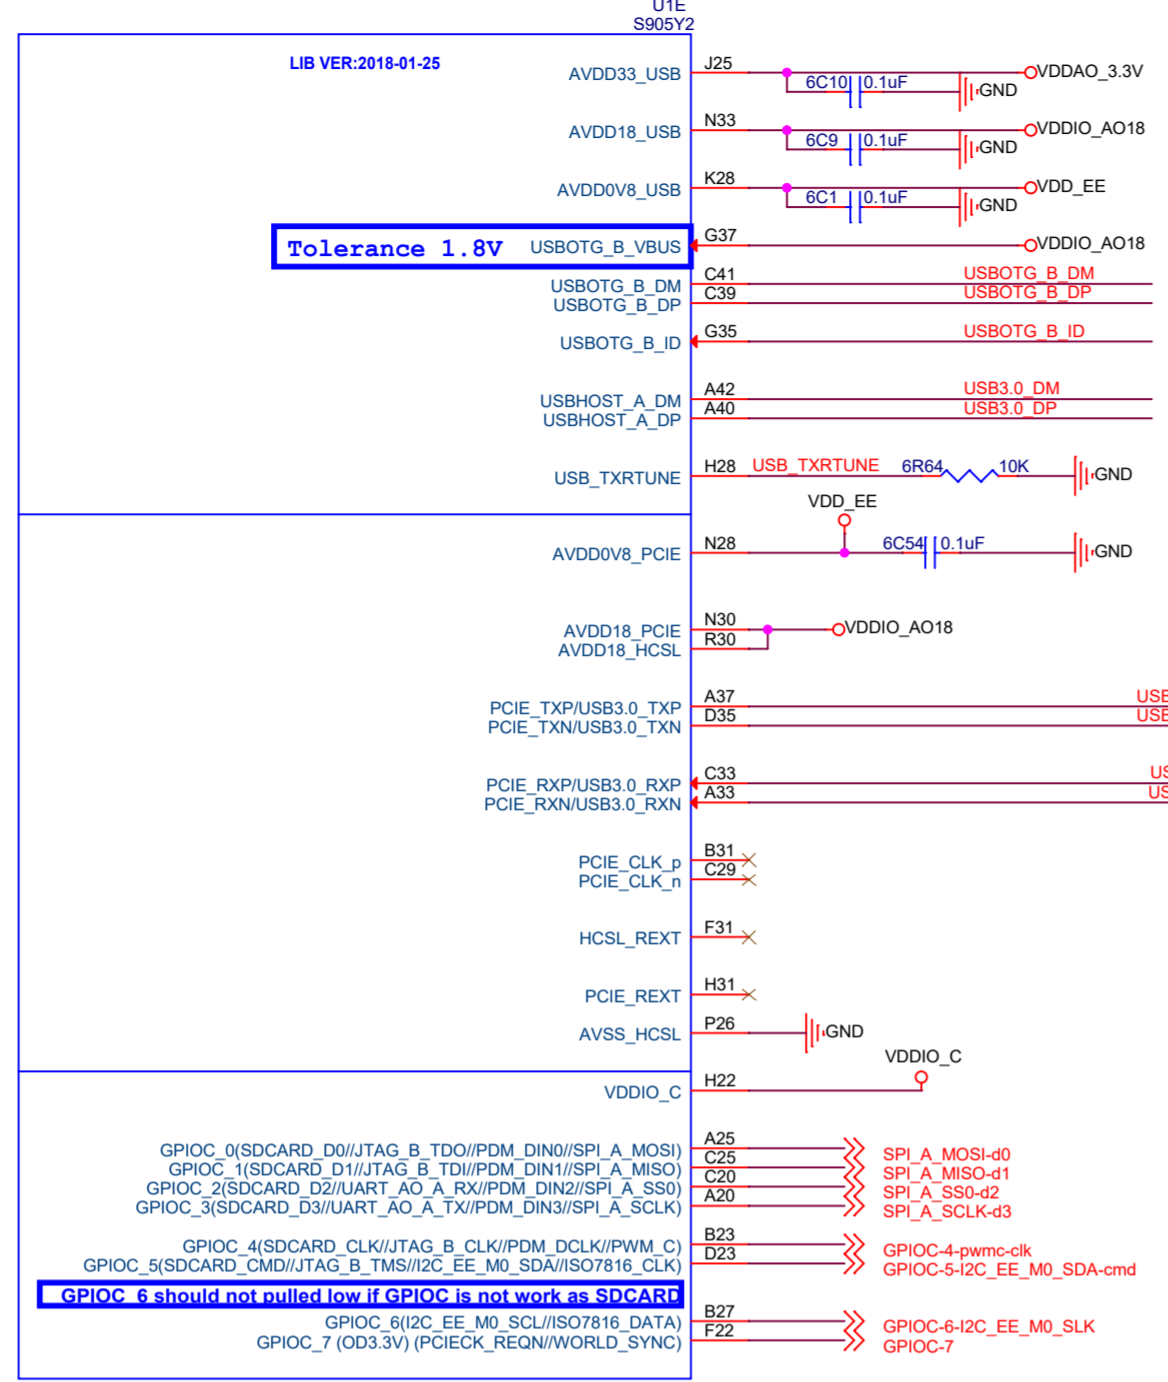 U1E
S905Y2
LIB VER:2018-01-25
AVDD33_USB J25 VDDAO_3.3V
6C10 0.1uF GND
AVDD18_USB N33 VDDIO_AO18
6C9 0.1uF GND
AVDD0V8_USB K28 VDD_EE
6C1 0.1uF GND
Tolerance 1.8V USBOTG_B_VBUS G37 VDDIO_AO18
USBOTG_B_DM C41 USBOTG_B_DM
USBOTG_B_DP C39 USBOTG_B_DP
USBOTG_B_ID G35 USBOTG_B_ID
USBHOST_A_DM A42 USB3.0_DM
USBHOST_A_DP A40 USB3.0_DP
USB_TXRTUNE H28 USB_TXRTUNE 6R64 10K GND
VDD_EE
AVDD0V8_PCIE N28 6C54 0.1uF GND
AVDD18_PCIE N30 VDDIO_AO18
AVDD18_HCSL R30
PCIE_TXP/USB3.0_TXP A37
PCIE_TXN/USB3.0_TXN D35
PCIE_RXP/USB3.0_RXP C33
PCIE_RXN/USB3.0_RXN A33
PCIE_CLK_p B31
PCIE_CLK_n C29
HCSL_REXT F31
PCIE_REXT H31
AVSS_HCSL P26 GND
VDDIO_C
VDDIO_C H22
GPIOC_0(SDCARD_D0//JTAG_B_TDO//PDM_DIN0//SPI_A_MOSI) A25 SPI_A_MOSI-d0
GPIOC_1(SDCARD_D1//JTAG_B_TDI//PDM_DIN1//SPI_A_MISO) C25 SPI_A_MISO-d1
GPIOC_2(SDCARD_D2//UART_AO_A_RX//PDM_DIN2//SPI_A_SS0) C20 SPI_A_SS0-d2
GPIOC_3(SDCARD_D3//UART_AO_A_TX//PDM_DIN3//SPI_A_SCLK) A20 SPI_A_SCLK-d3
GPIOC_4(SDCARD_CLK//JTAG_B_CLK//PDM_DCLK//PWM_C) B23 GPIOC-4-pwmc-clk
GPIOC_5(SDCARD_CMD//JTAG_B_TMS//I2C_EE_M0_SDA//ISO7816_CLK) D23 GPIOC-5-I2C_EE_M0_SDA-cmd
GPIOC_6 should not pulled low if GPIOC is not work as SDCARD
GPIOC_6(I2C_EE_M0_SCL//ISO7816_DATA) B27 GPIOC-6-I2C_EE_M0_SLK
GPIOC_7 (OD3.3V) (PCIECK_REQN//WORLD_SYNC) F22 GPIOC-7